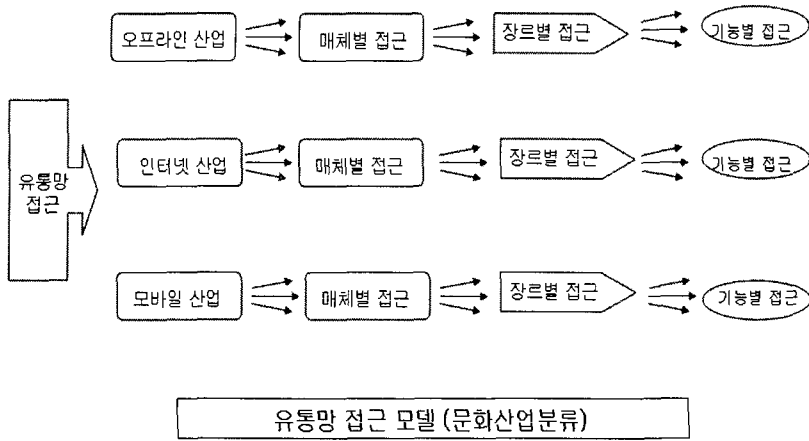 오프라인 산업
매체별 접근
장르별 접근
기능별 접근
유통망
접근
인터넷 산업
매체별 접근
장르별 접근
기능별 접근
모바일 산업
매체별 접근
장르별 접근
기능별 접근
유통망 접근 모델 (문화산업분류)